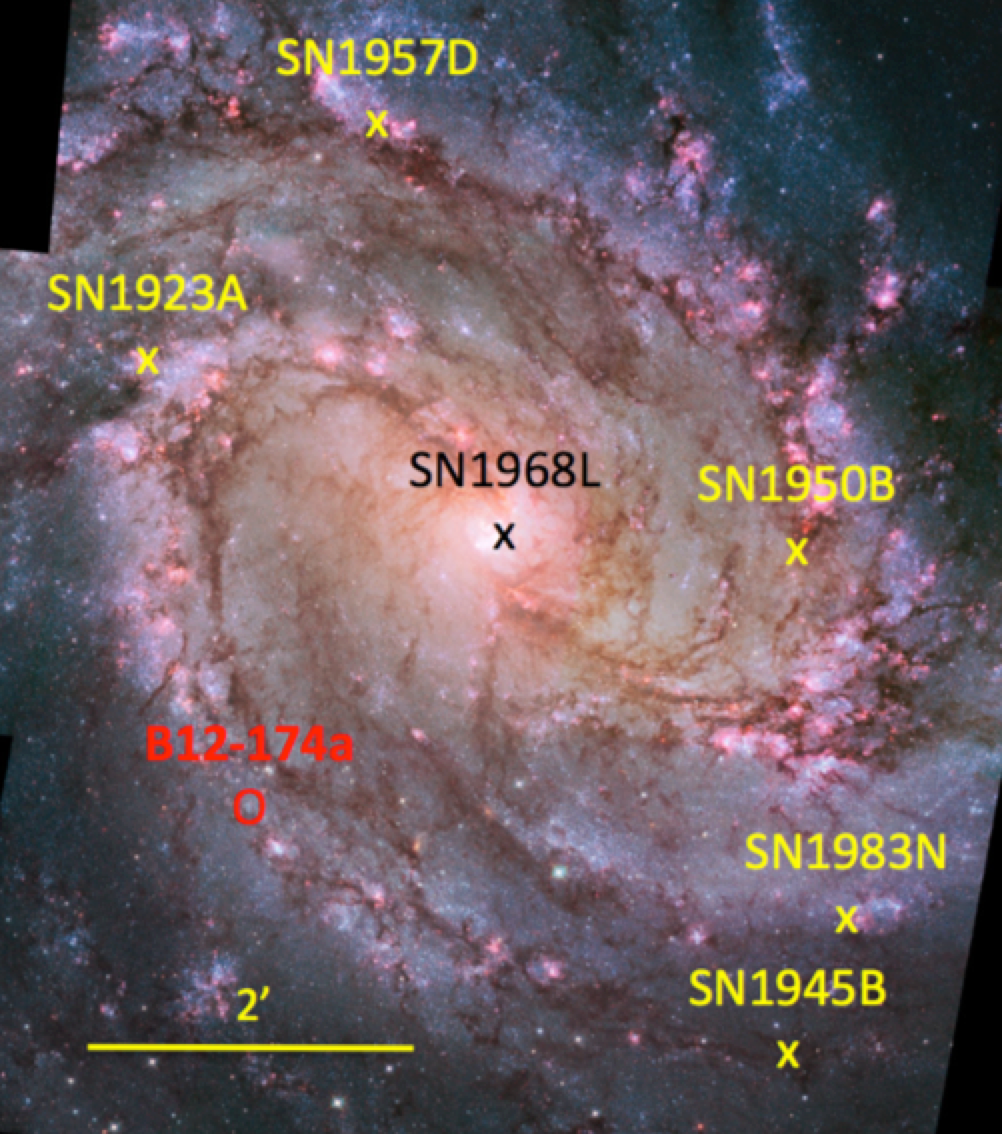 SN1957D
X
SN1923A
X
SN1968L
X
SN1950B
X
B12-174a
O
SN1983N
X
SN1945B
X
2’